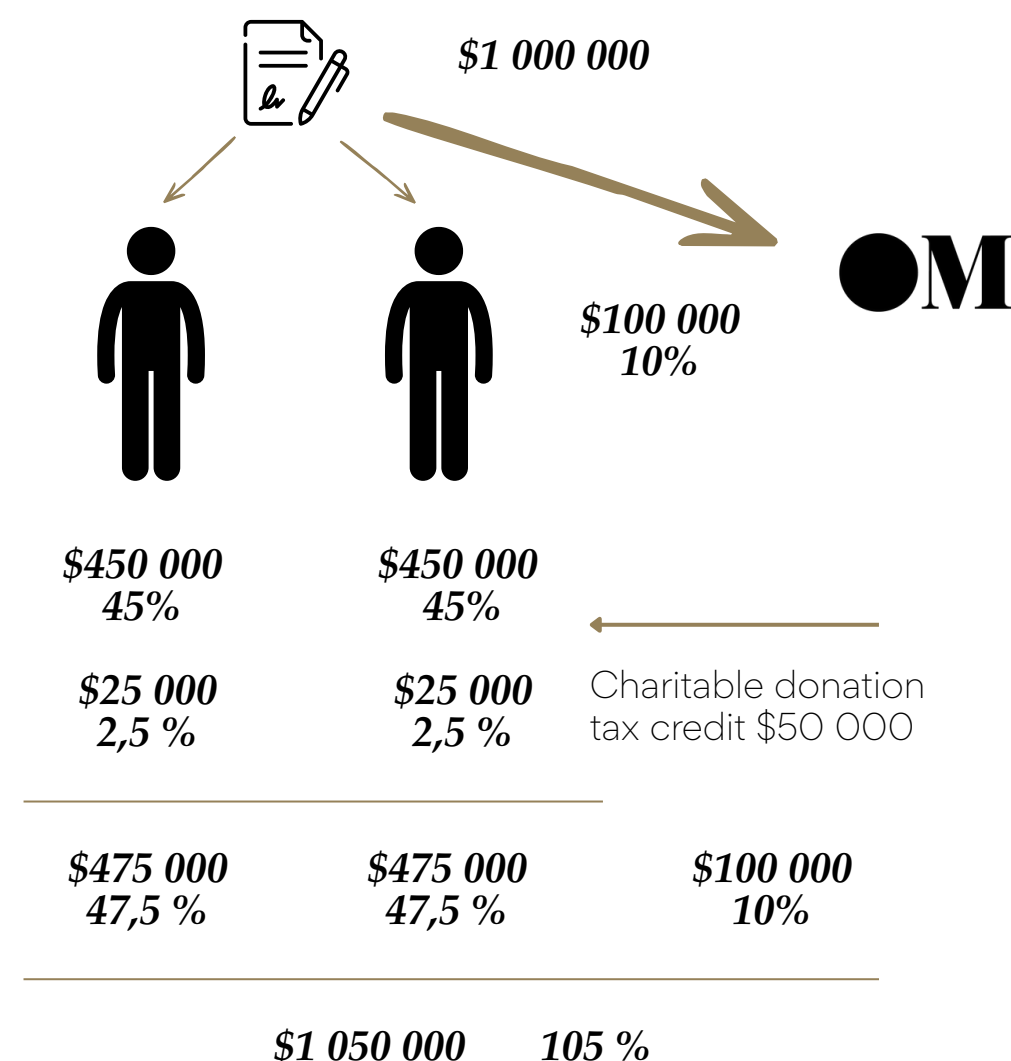 $1 000 000
OM
$100 000
10%
$450 000 $450 000
45% 45%
$25 000 $25 000 Charitable donation
2,5 % 2,5 % tax credit $50 000
$475 000 $475 000 $100 000
47,5 % 47,5 % 10%
$1 050 000 105 %